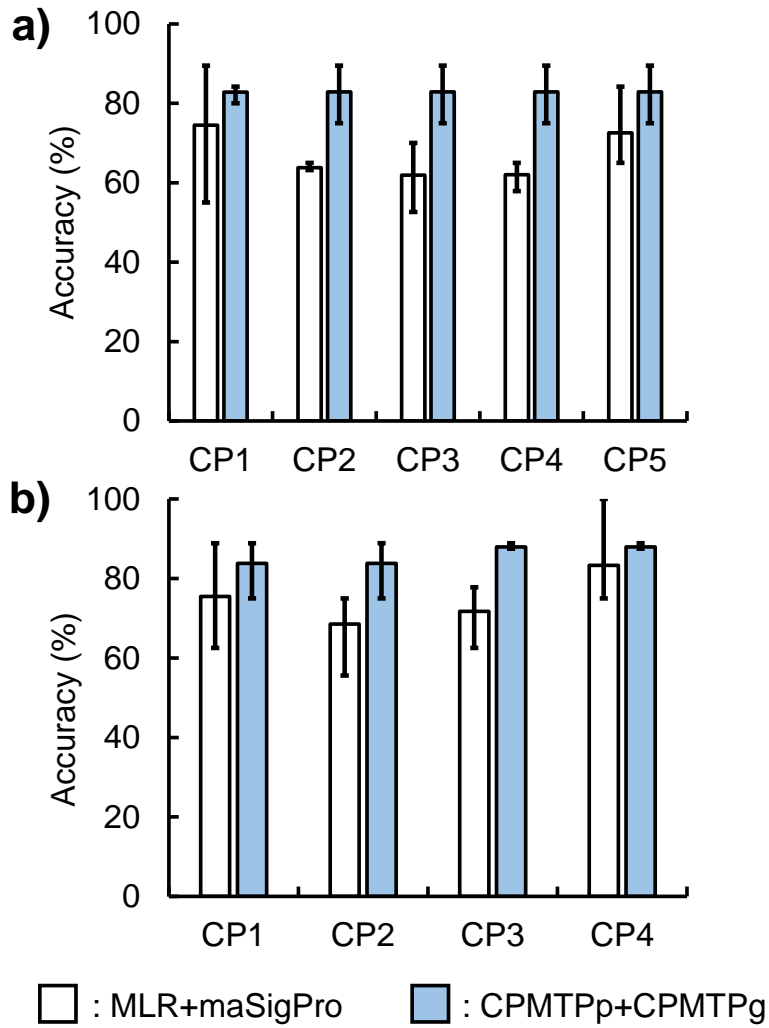 a)
100
80
60
40
20
0
Accuracy (%)
CP1 CP2 CP3 CP4 CP5
b)
100
80
60
40
20
0
Accuracy (%)
CP1 CP2 CP3 CP4
: MLR+maSigPro : CPMTPp+CPMTPg